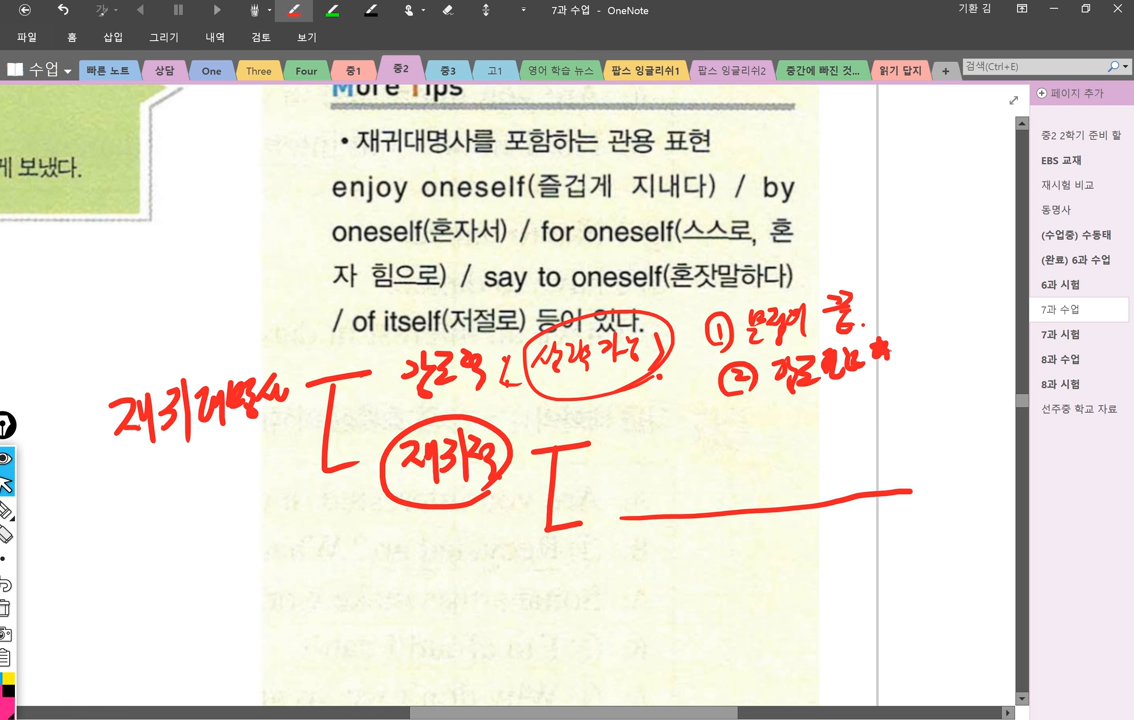 7과 수업 - OneNote
기환 김
파일 홈 삽입 그리기 내역 검토 보기
수업 빠른 노트 상담 One Three Four 중1 중2 중3 고1 영어 학습 뉴스 팝스 잉글리쉬1 팝스 잉글리쉬2 중간에 빠진 것... 읽기 답지 +
검색(Ctrl+E)
페이지 추가
중2 2학기 준비 할
EBS 교재
재시험 비교
동명사
(수업중) 수동태
(완료) 6과 수업
6과 시험
7과 수업
7과 시험
8과 수업
8과 시험
선주중 학교 자료
More Tips
게 보냈다.
• 재귀대명사를 포함하는 관용 표현
enjoy oneself(즐겁게 지내다) / by
oneself(혼자서) / for oneself(스스로, 혼
자 힘으로) / say to oneself(혼잣말하다)
/ of itself(저절로) 등이 있다.
재귀대명사
강조용법
(생략 가능)
①
②
재귀적